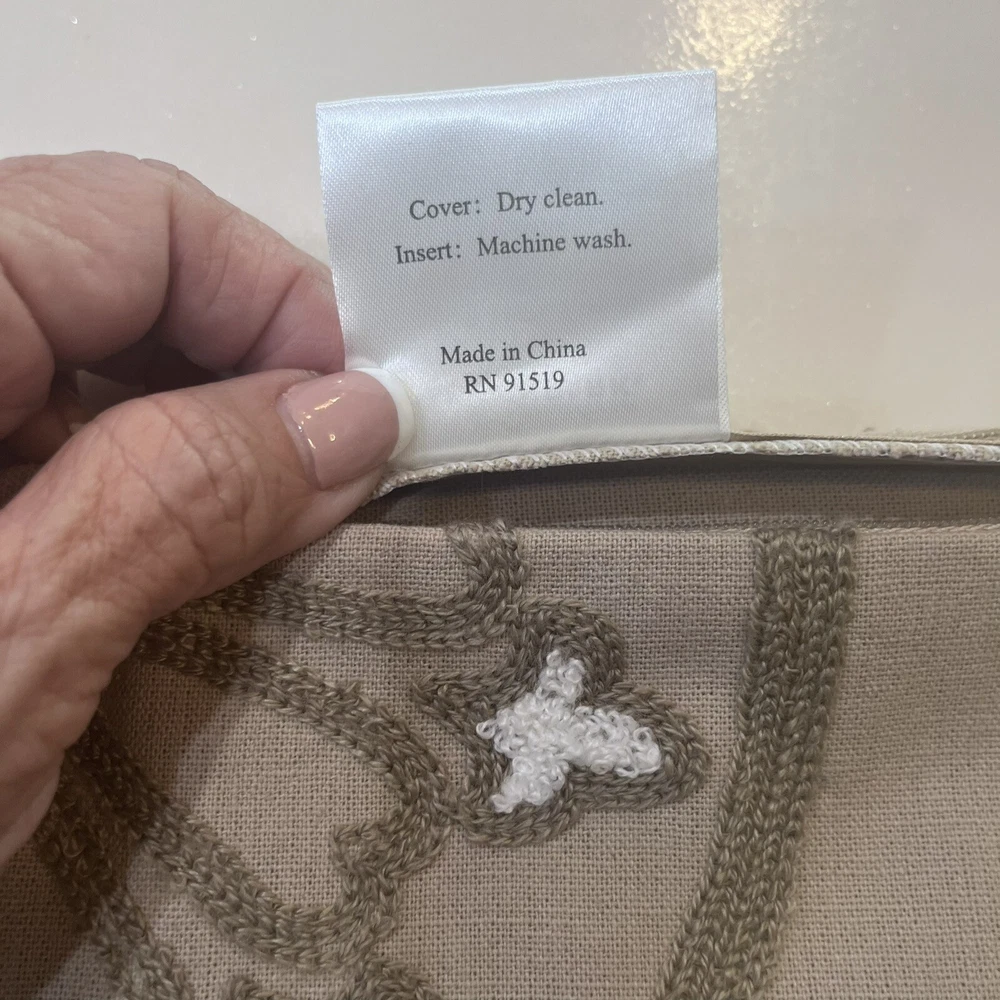 Cover: Dry clean.
Insert: Machine wash.
Made in China
RN 91519